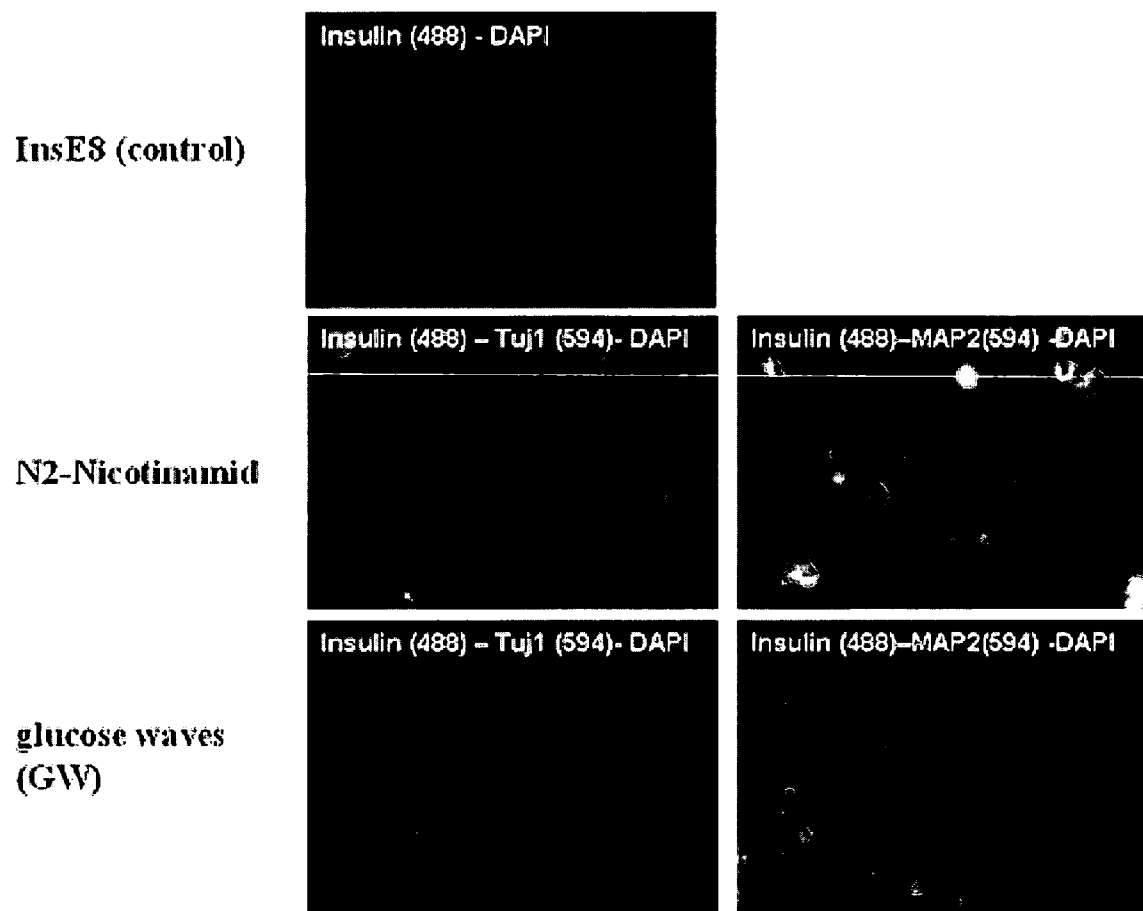 Insulin (488) - DAPI
InsE8 (control)
Insulin (488) – Tuj1 (594)- DAPI
Insulin (488)–MAP2(594) -DAPI
N2-Nicotinamid
Insulin (488) – Tuj1 (594)- DAPI
Insulin (488)–MAP2(594) -DAPI
glucose waves
(GW)